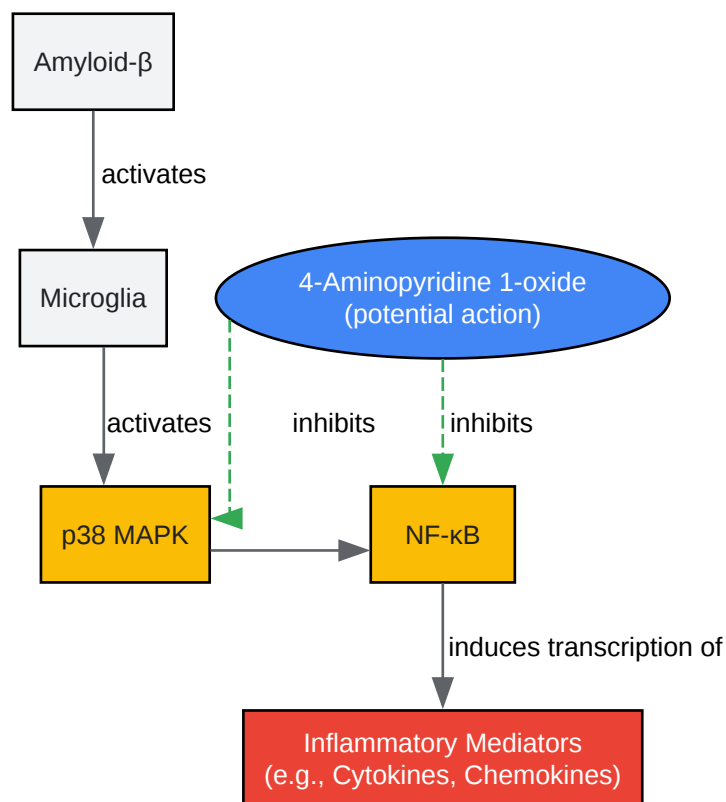 Amyloid-β
activates
Microglia
4-Aminopyridine 1-oxide
(potential action)
activates
inhibits
inhibits
p38 MAPK
NF-κB
induces transcription of
Inflammatory Mediators
(e.g., Cytokines, Chemokines)